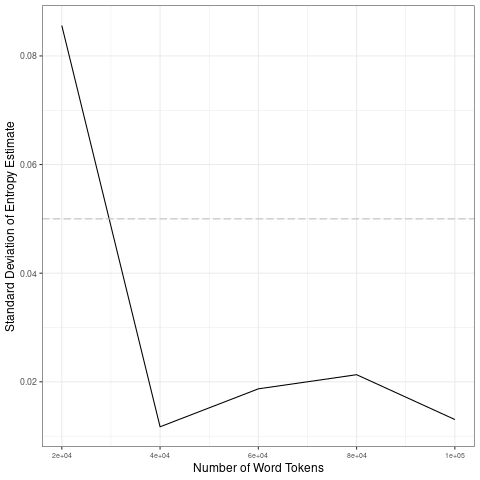 Standard Deviation of Entropy Estimate
0.08
0.06
0.04
0.02
2e+04 4e+04 6e+04 8e+04 1e+05
Number of Word Tokens